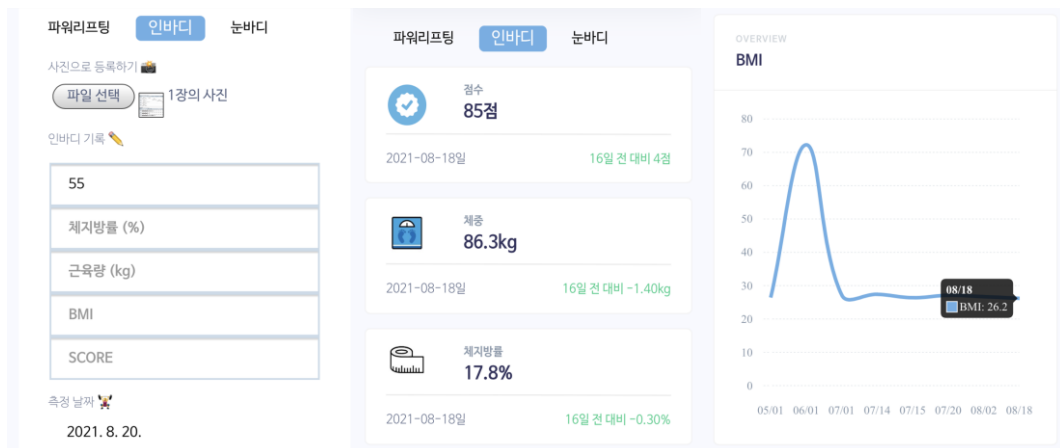 파워리프팅 인바디 눈바디
사진으로 등록하기
파일 선택 1장의 사진
인바디 기록
55
체지방률 (%)
근육량 (kg)
BMI
SCORE
측정 날짜
2021. 8. 20.
파워리프팅 인바디 눈바디
점수
85점
2021-08-18일 16일 전 대비 4점
체중
86.3kg
2021-08-18일 16일 전 대비 -1.40kg
체지방률
17.8%
2021-08-18일 16일 전 대비 -0.30%
OVERVIEW
BMI
80
70
60
50
40
30
20
10
0
08/18
BMI: 26.2
05/01 06/01 07/01 07/14 07/15 07/20 08/02 08/18